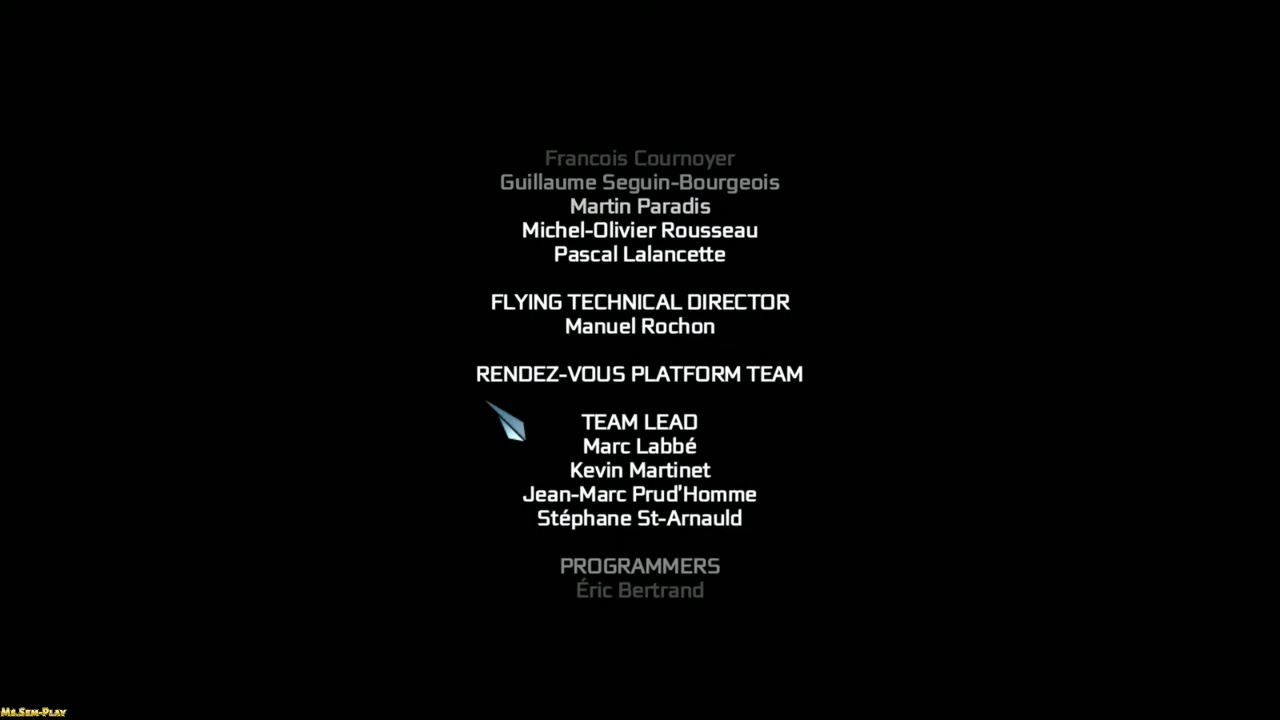 Francois Cournoyer
Guillaume Seguin-Bourgeois
Martin Paradis
Michel-Olivier Rousseau
Pascal Lalancette
FLYING TECHNICAL DIRECTOR
Manuel Rochon
RENDEZ-VOUS PLATFORM TEAM
TEAM LEAD
Marc Labbé
Kevin Martinet
Jean-Marc Prud'Homme
Stéphane St-Arnauld
PROGRAMMERS
Éric Bertrand
Ms.Sem-Play